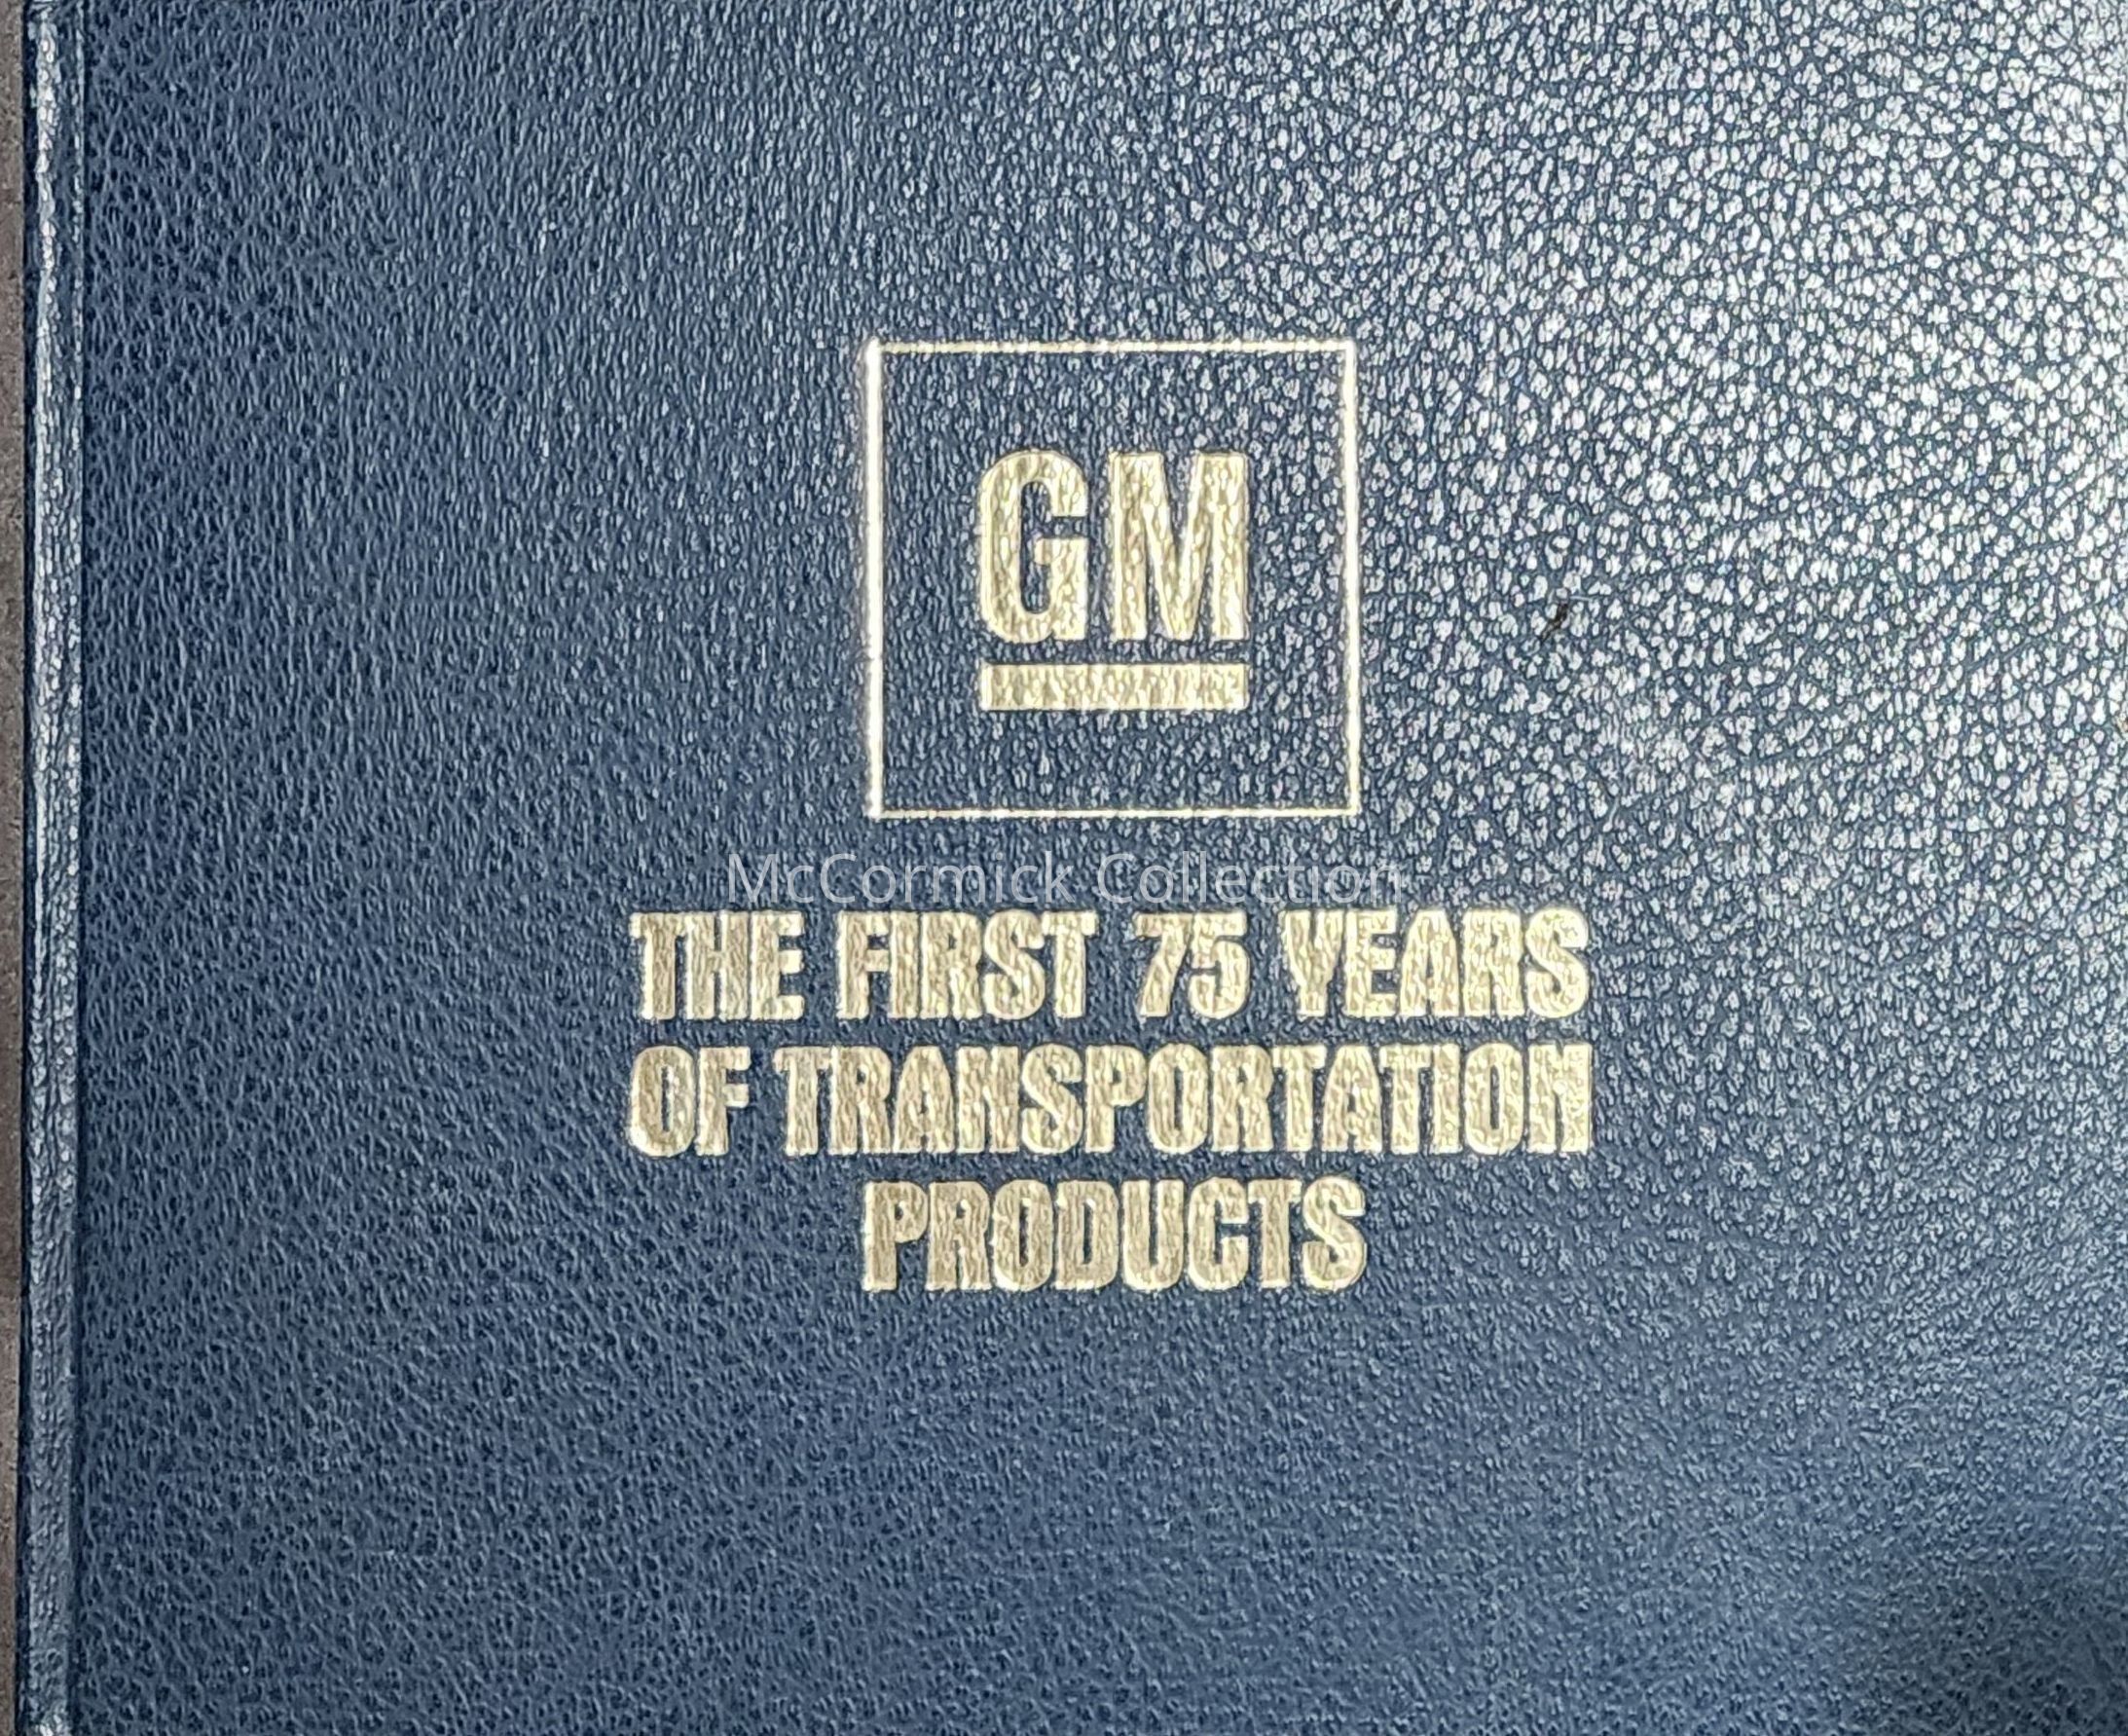 GM
McCormick Collection
THE FIRST 75 YEARS
OF TRANSPORTATION
PRODUCTS